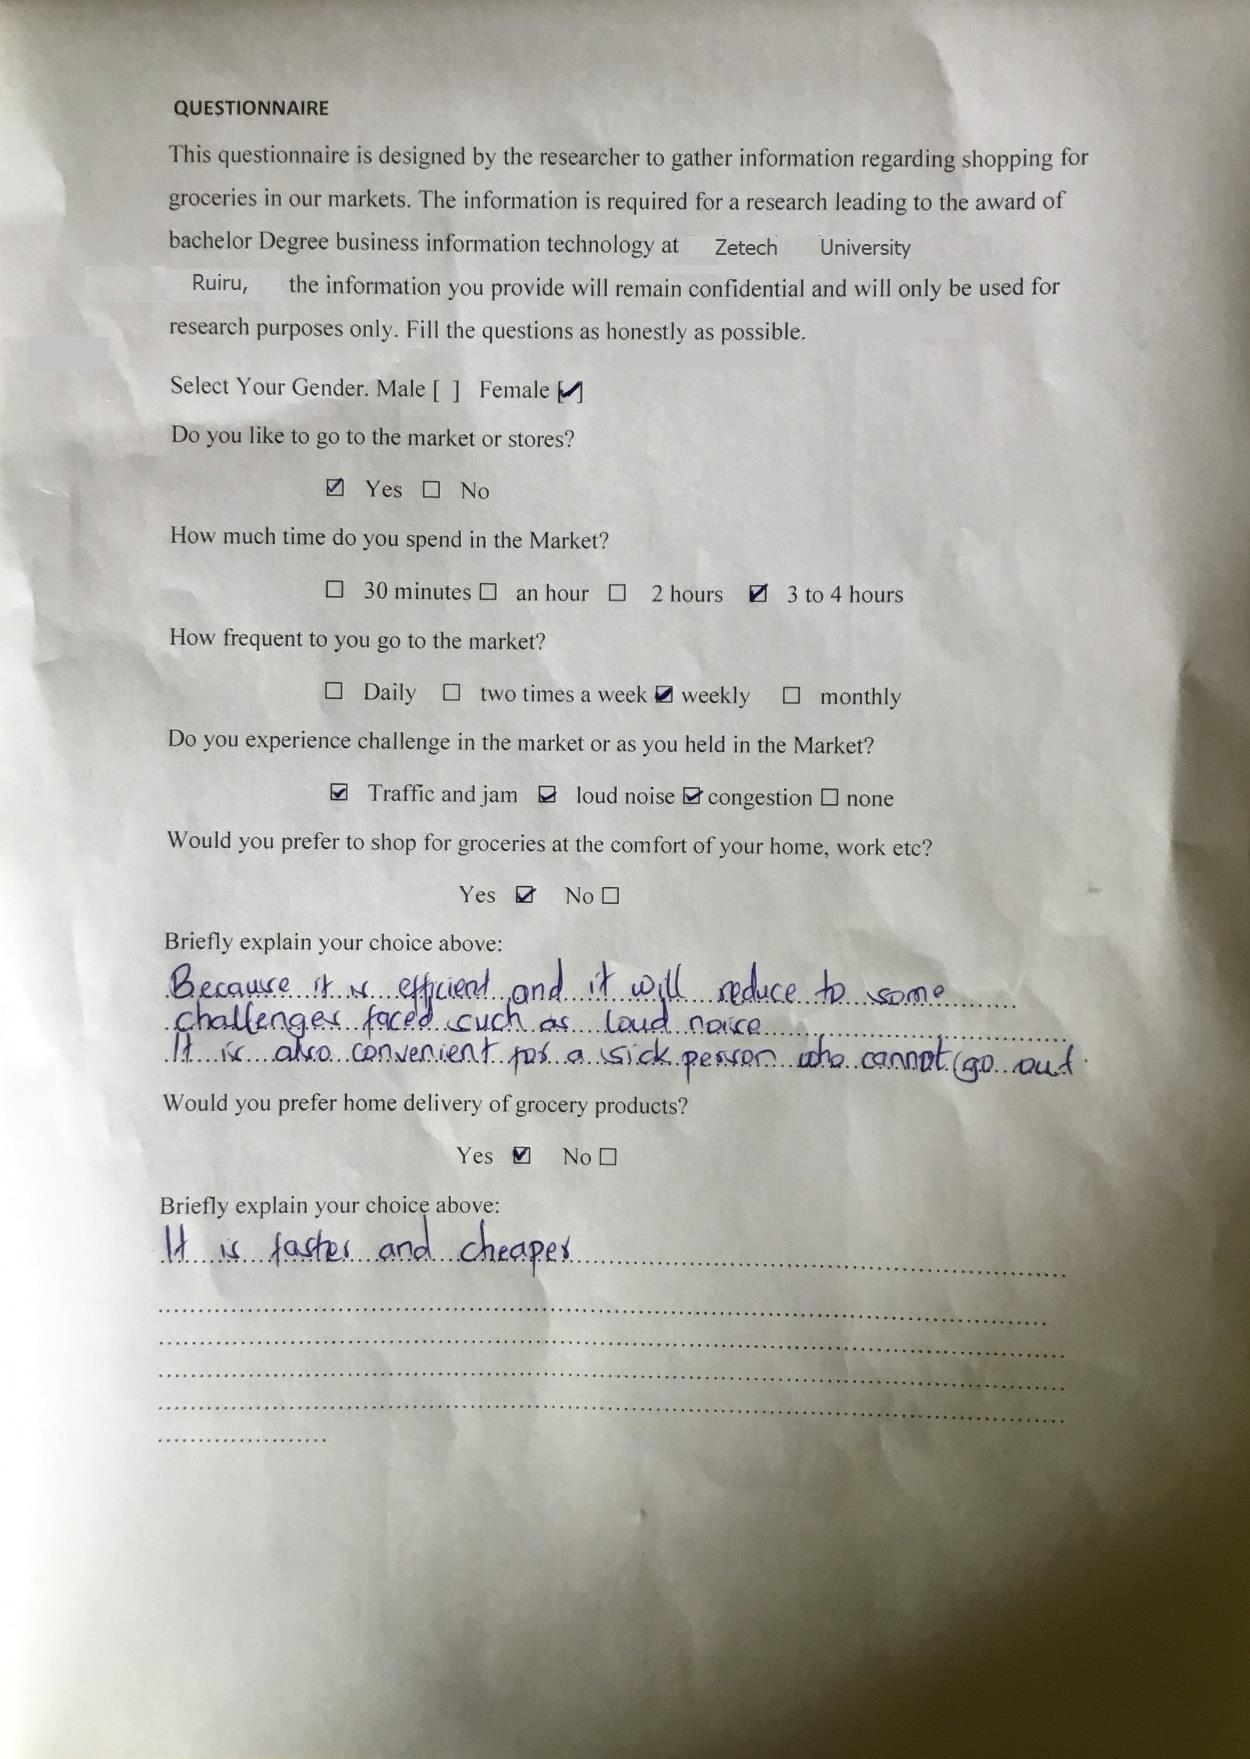 QUESTIONNAIRE
This questionnaire is designed by the researcher to gather information regarding shopping for
groceries in our markets. The information is required for a research leading to the award of
bachelor Degree business information technology at Zetech University
Ruiru, the information you provide will remain confidential and will only be used for
research purposes only. Fill the questions as honestly as possible.
Select Your Gender. Male [ ] Female [✓]
Do you like to go to the market or stores?
☑ Yes ☐ No
How much time do you spend in the Market?
☐ 30 minutes ☐ an hour ☐ 2 hours ☑ 3 to 4 hours
How frequent to you go to the market?
☐ Daily ☐ two times a week ☑ weekly ☐ monthly
Do you experience challenge in the market or as you held in the Market?
☑ Traffic and jam ☑ loud noise ☑ congestion ☐ none
Would you prefer to shop for groceries at the comfort of your home, work etc?
Yes ☑ No ☐
Briefly explain your choice above:
Because it is efficient and it will reduce to some
challenges faced such as loud noise
It is also convenient for a sick person who cannot go out.
Would you prefer home delivery of grocery products?
Yes ☑ No ☐
Briefly explain your choice above:
It is faster and cheaper